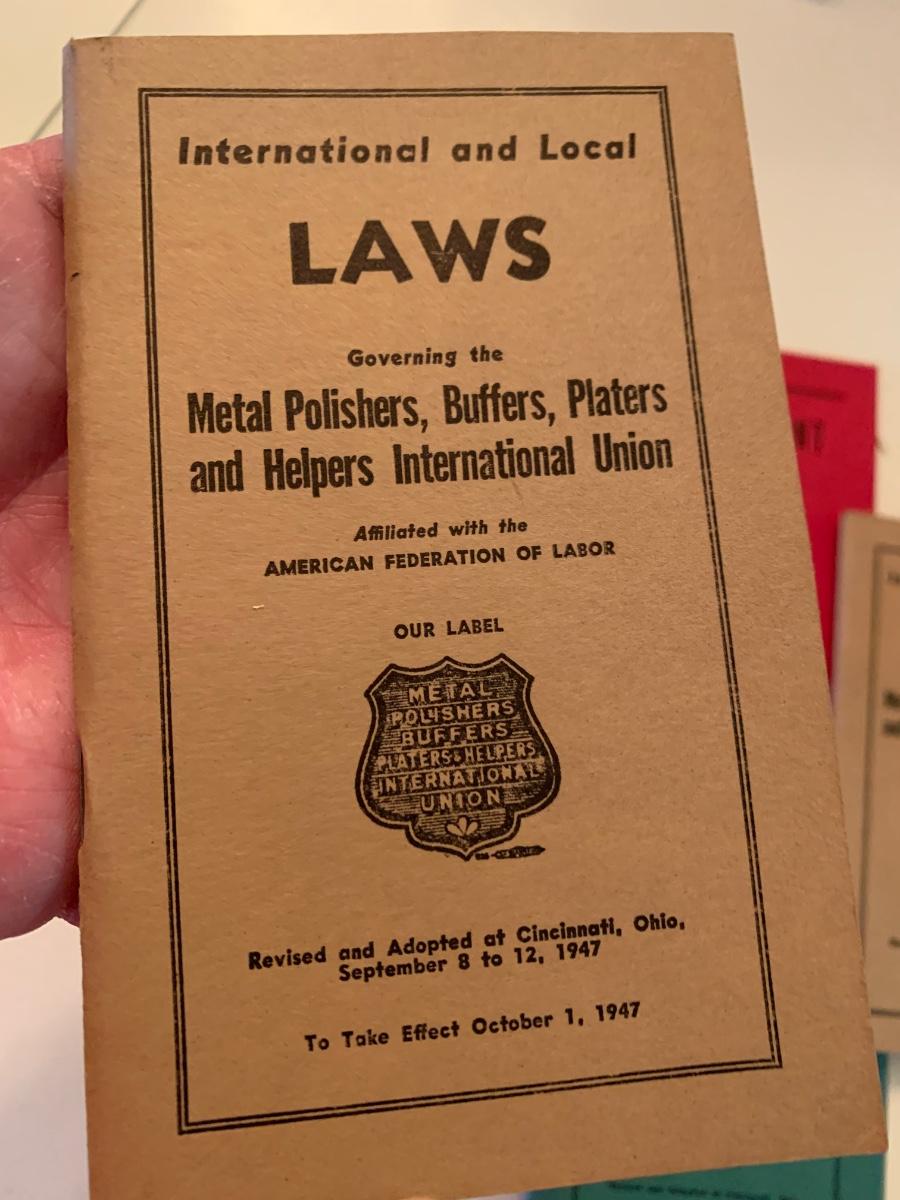 International and Local
LAWS
Governing the
Metal Polishers, Buffers, Platers
and Helpers International Union
Affiliated with the
AMERICAN FEDERATION OF LABOR
OUR LABEL
METAL
POLISHERS
BUFFERS
PLATERS & HELPERS
INTERNATIONAL
UNION
Revised and Adopted at Cincinnati, Ohio,
September 8 to 12, 1947
To Take Effect October 1, 1947